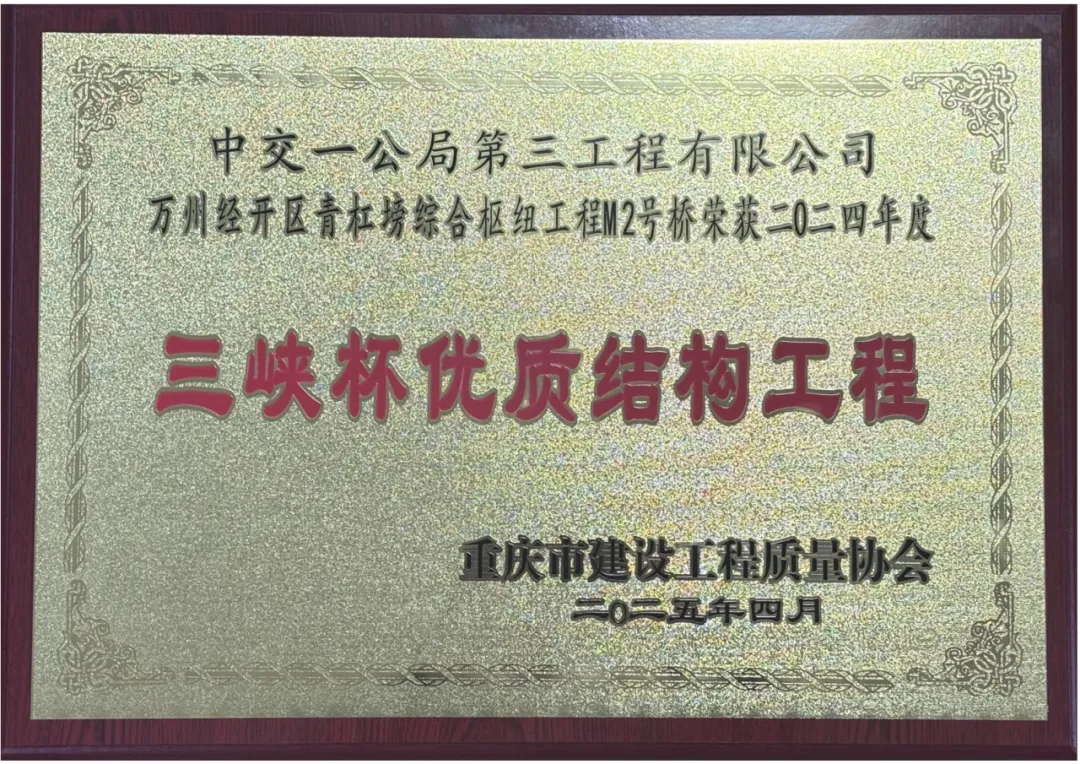 中交一公局第三工程有限公司
万州经开区青杠塝综合枢纽工程M2号桥荣获二0二四年度
三峡杯优质结构工程
重庆市建设工程质量协会
二0二五年四月